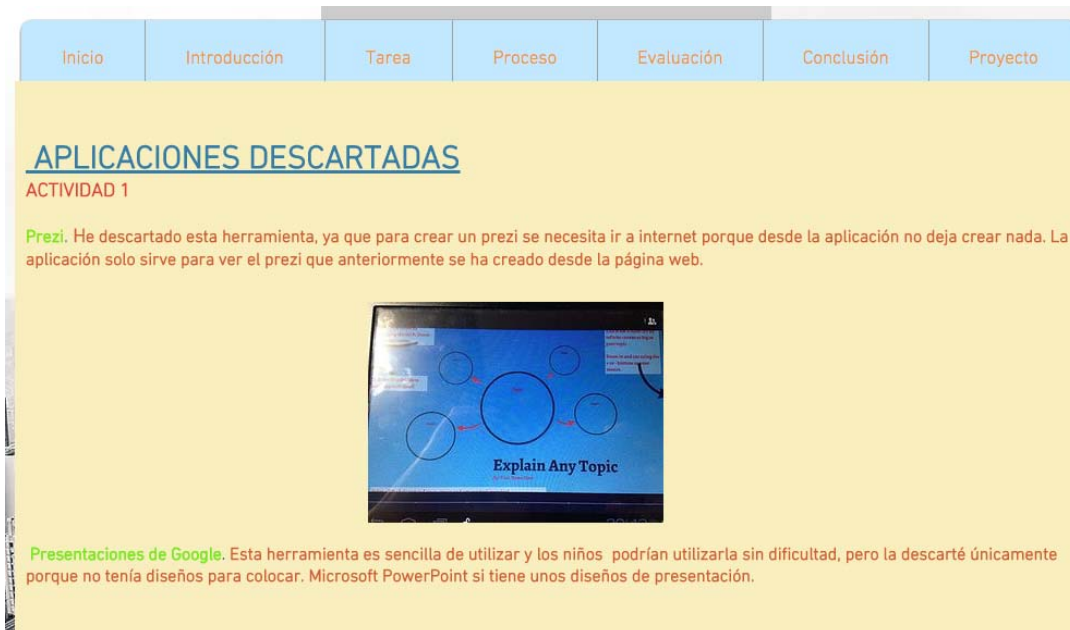 Inicio Introducción Tarea Proceso Evaluación Conclusión Proyecto
APLICACIONES DESCARTADAS
ACTIVIDAD 1
Prezi. He descartado esta herramienta, ya que para crear un prezi se necesita ir a internet porque desde la aplicación no deja crear nada. La
aplicación solo sirve para ver el prezi que anteriormente se ha creado desde la página web.
Explain Any Topic
Presentaciones de Google. Esta herramienta es sencilla de utilizar y los niños podrían utilizarla sin dificultad, pero la descarté únicamente
porque no tenía diseños para colocar. Microsoft PowerPoint si tiene unos diseños de presentación.